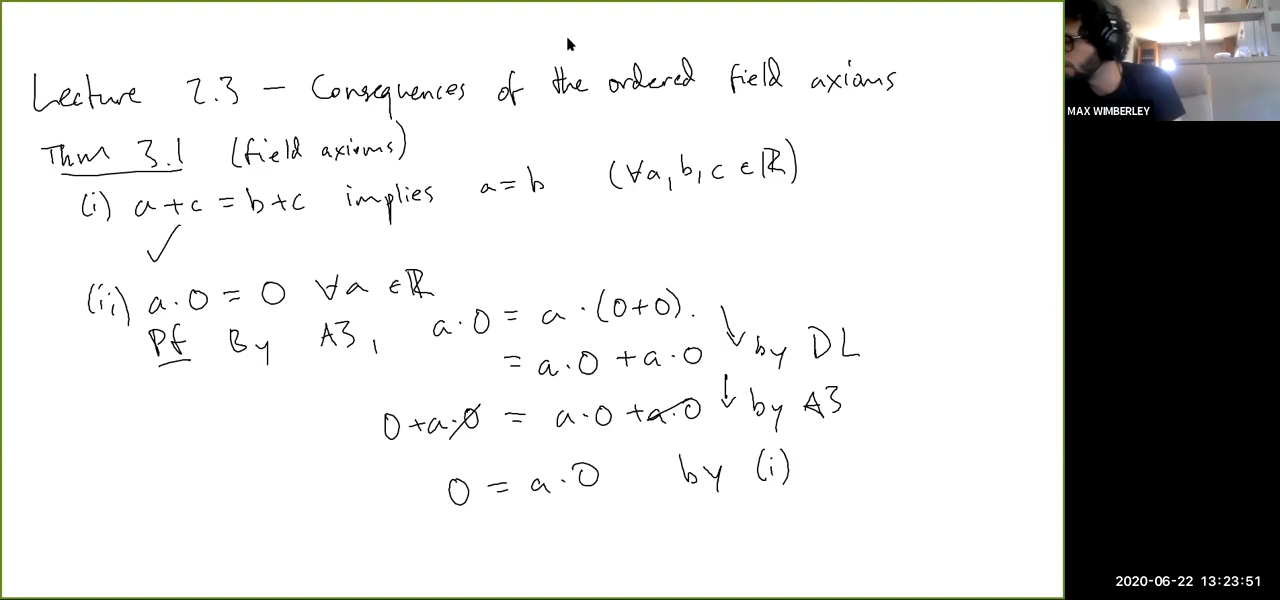 Lecture 2.3 — Consequences of the ordered field axioms
Thm 3.1 (field axioms)
(i) a+c = b+c implies a=b (∀a, b, c ∈ ℝ)
✓
(ii) a·0 = 0 ∀a ∈ ℝ
Pf By A3, a·0 = a·(0+0).
= a·0 + a·0 ↓ by DL
0+a·0 = a·0 + a·0 ↓ by A3
0 = a·0 by (i)
MAX WIMBERLEY
2020-06-22 13:23:51